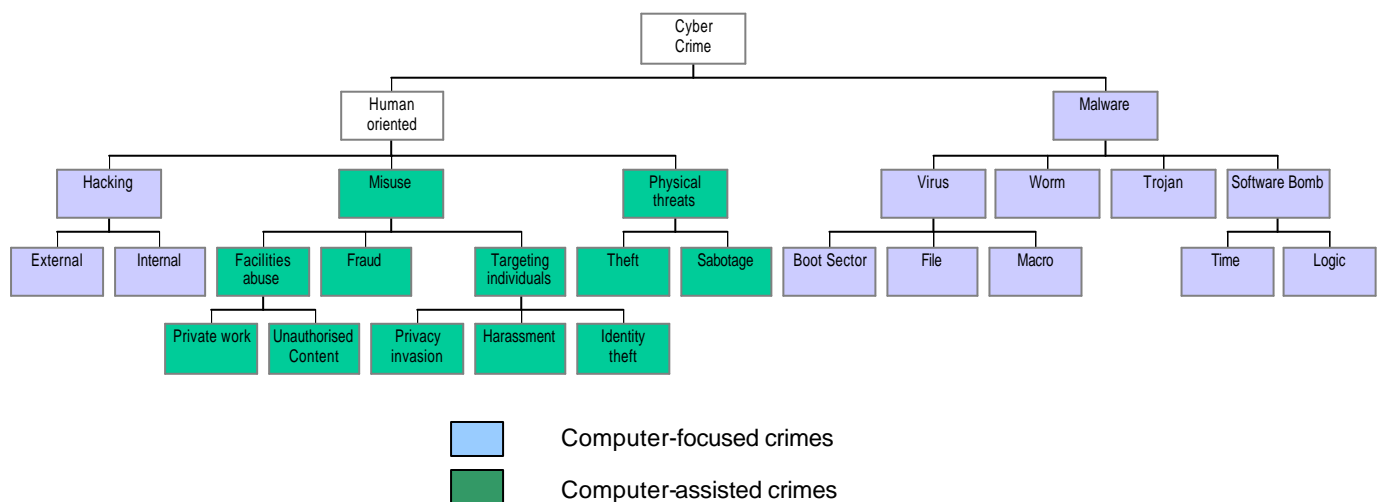 Cyber
Crime
Human
oriented
Malware
Hacking
Misuse
Physical
threats
Virus
Worm
Trojan
Software Bomb
External
Internal
Facilities
abuse
Fraud
Targeting
individuals
Theft
Sabotage
Boot Sector
File
Macro
Time
Logic
Private work
Unauthorised
Content
Privacy
invasion
Harassment
Identity
theft
Computer-focused crimes
Computer-assisted crimes